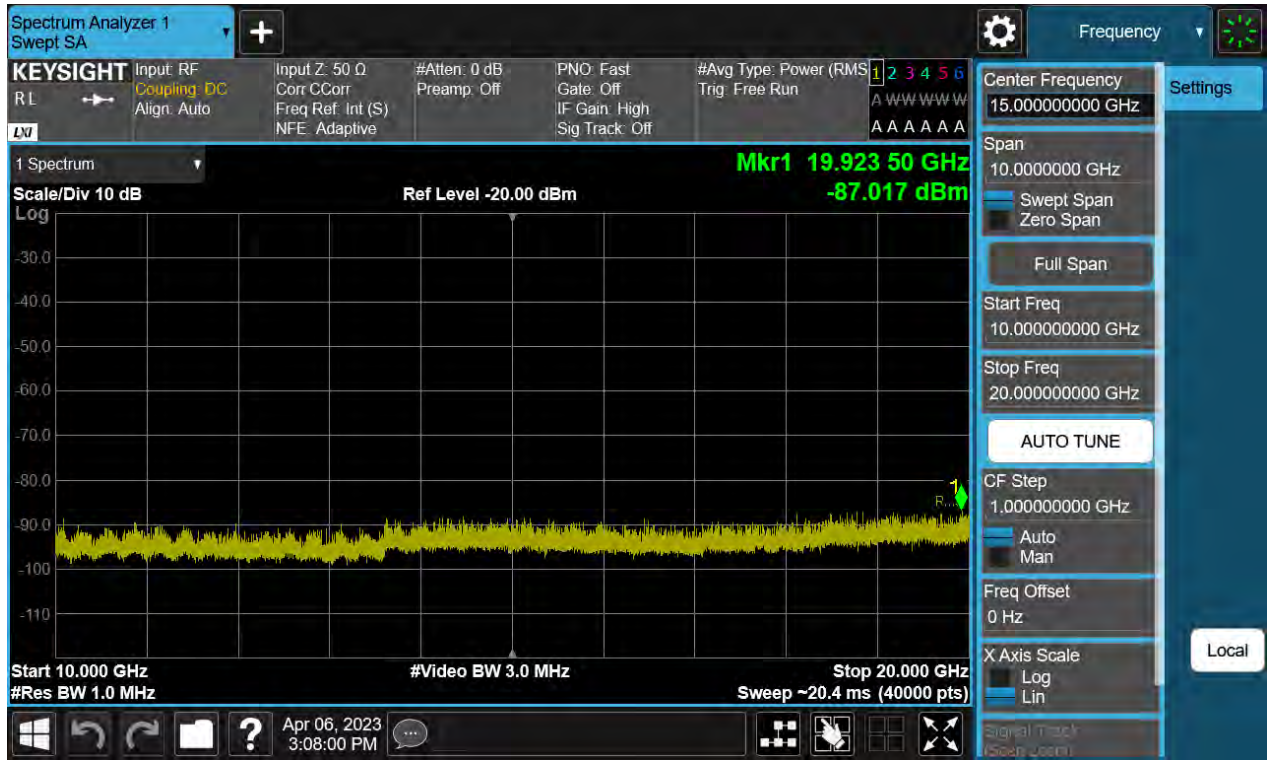 Spectrum Analyzer 1
Swept SA
+
Frequency
KEYSIGHT
RL
LXI
Input: RF
Coupling: DC
Align: Auto
Input Z: 50 Ω
Corr CCorr
Freq Ref: Int (S)
NFE: Adaptive
#Atten: 0 dB
Preamp: Off
PNO: Fast
Gate: Off
IF Gain: High
Sig Track: Off
#Avg Type: Power (RMS
Trig: Free Run
1 2 3 4 5 6
A W W W W W
A A A A A A
1 Spectrum
Scale/Div 10 dB
Ref Level -20.00 dBm
Mkr1 19.923 50 GHz
-87.017 dBm
Log
-30.0
-40.0
-50.0
-60.0
-70.0
-80.0
-90.0
-100
-110
1
R...
Start 10.000 GHz
#Video BW 3.0 MHz
Stop 20.000 GHz
#Res BW 1.0 MHz
Sweep ~20.4 ms (40000 pts)
?
Apr 06, 2023
3:08:00 PM
Center Frequency
15.000000000 GHz
Settings
Span
10.0000000 GHz
Swept Span
Zero Span
Full Span
Start Freq
10.000000000 GHz
Stop Freq
20.000000000 GHz
AUTO TUNE
CF Step
1.000000000 GHz
Auto
Man
Freq Offset
0 Hz
X Axis Scale
Log
Lin
Local
Signal Track
(Span Zoom)